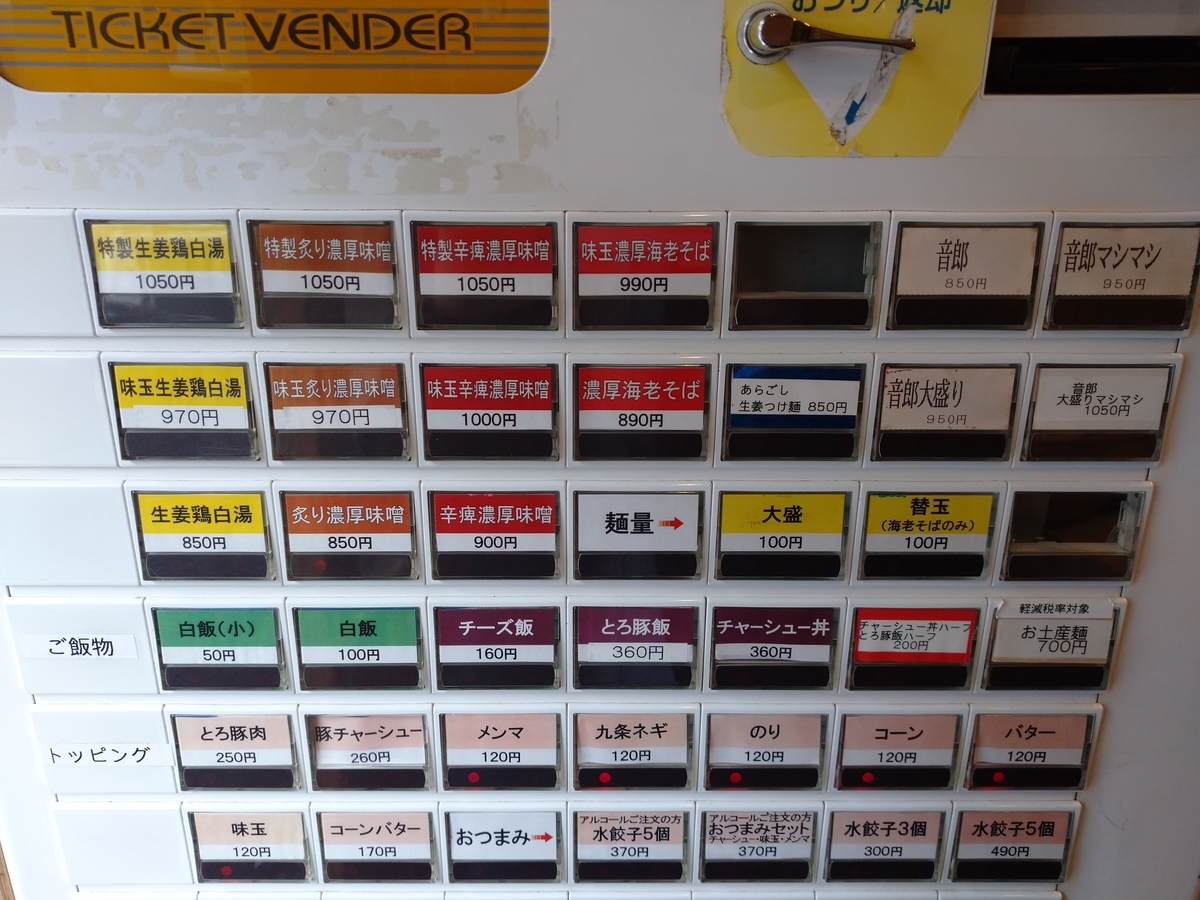 TICKET VENDER
おつり/返却
特製生姜鶏白湯
1050円
特製炙り濃厚味噌
1050円
特製辛痺濃厚味噌
1050円
味玉濃厚海老そば
990円
音郎
850円
音郎マシマシ
950円
味玉生姜鶏白湯
970円
味玉炙り濃厚味噌
970円
味玉辛痺濃厚味噌
1000円
濃厚海老そば
890円
あらごし
生姜つけ麺 850円
音郎大盛り
950円
音郎
大盛りマシマシ
1050円
生姜鶏白湯
850円
炙り濃厚味噌
850円
辛痺濃厚味噌
900円
麺量→
大盛
100円
替玉
(海老そばのみ)
100円
ご飯物
白飯(小)
50円
白飯
100円
チーズ飯
160円
とろ豚飯
360円
チャーシュー丼
360円
チャーシュー丼ハーフ
とろ豚飯ハーフ
200円
軽減税率対象
お土産麺
700円
トッピング
とろ豚肉
250円
豚チャーシュー
260円
メンマ
120円
九条ネギ
120円
のり
120円
コーン
120円
バター
120円
味玉
120円
コーンバター
170円
おつまみ→
アルコールご注文の方
水餃子5個
370円
アルコールご注文の方
おつまみセット
チャーシュー・味玉・メンマ
370円
水餃子3個
300円
水餃子5個
490円